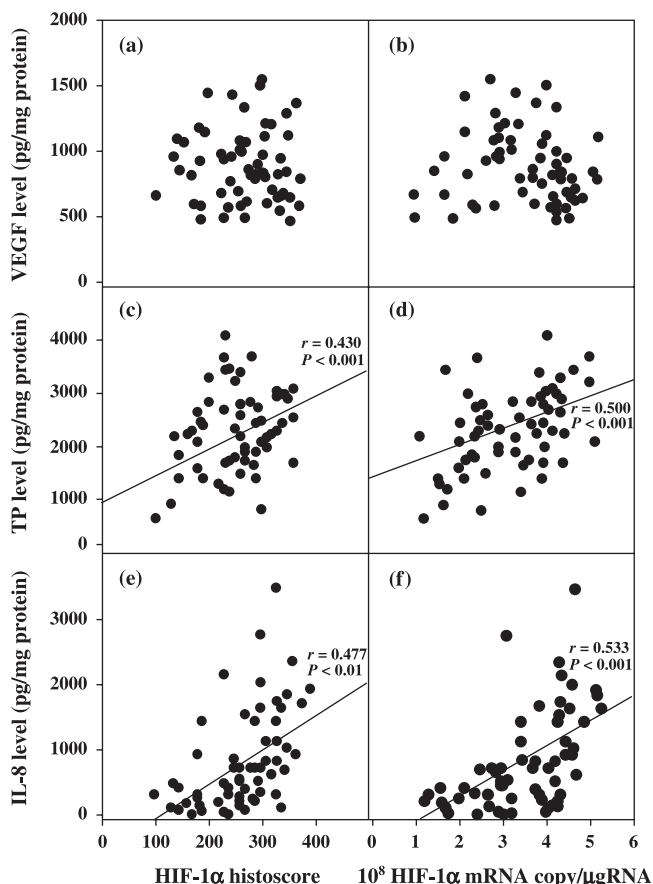 VEGF level (pg/mg protein)
2000
1500
1000
500
0
(a)
(b)
TP level (pg/mg protein)
4000
3000
2000
1000
0
(c)
r = 0.430
P < 0.001
(d)
r = 0.500
P < 0.001
IL-8 level (pg/mg protein)
3000
2000
1000
0
(e)
r = 0.477
P < 0.01
(f)
r = 0.533
P < 0.001
0 100 200 300 400
0 1 2 3 4 5 6
HIF-1α histoscore
10⁸ HIF-1α mRNA copy/µgRNA